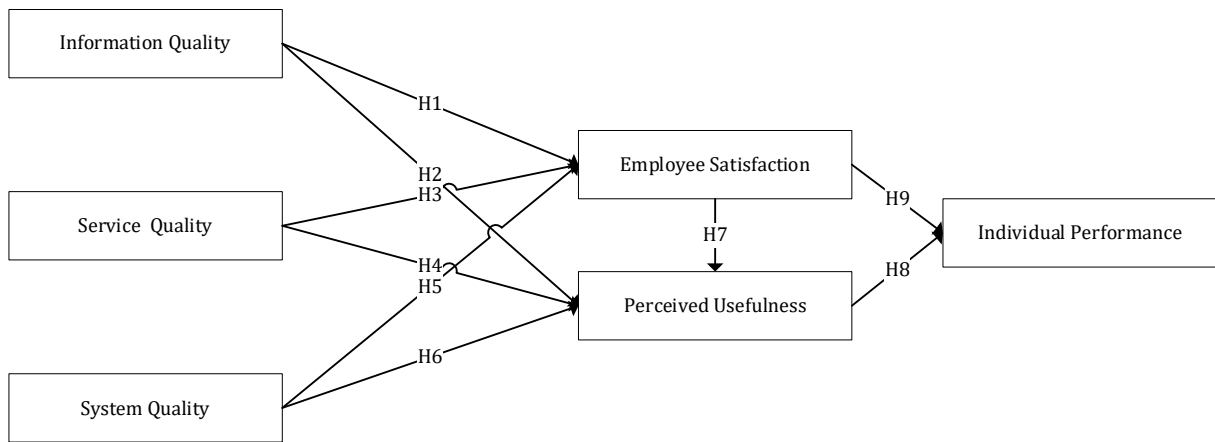 Information Quality
H1
H2
Employee Satisfaction
H3
H9
Service  Quality
H7
Individual Performance
H4
H8
H5
Perceived Usefulness
H6
System Quality